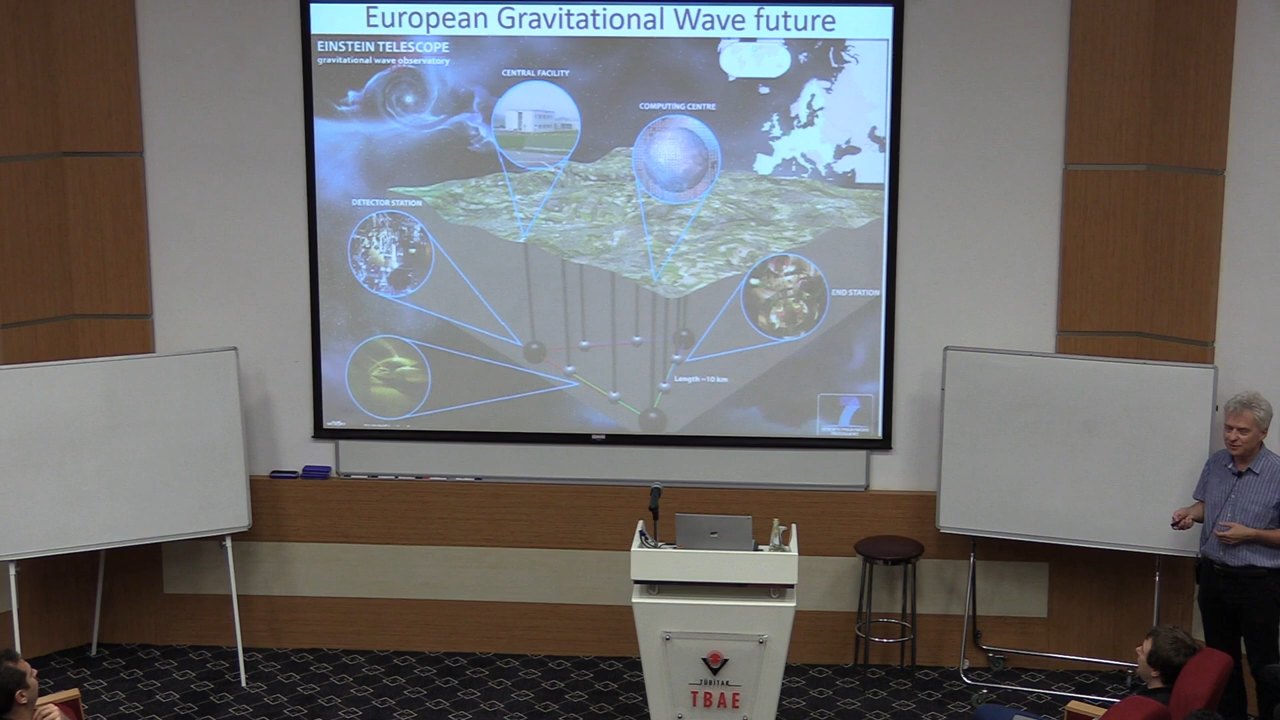 European Gravitational Wave future
EINSTEIN TELESCOPE
gravitational wave observatory
CENTRAL FACILITY
COMPUTING CENTRE
DETECTOR STATION
END STATION
Length ~10 km
TÜBİTAK
TBAE